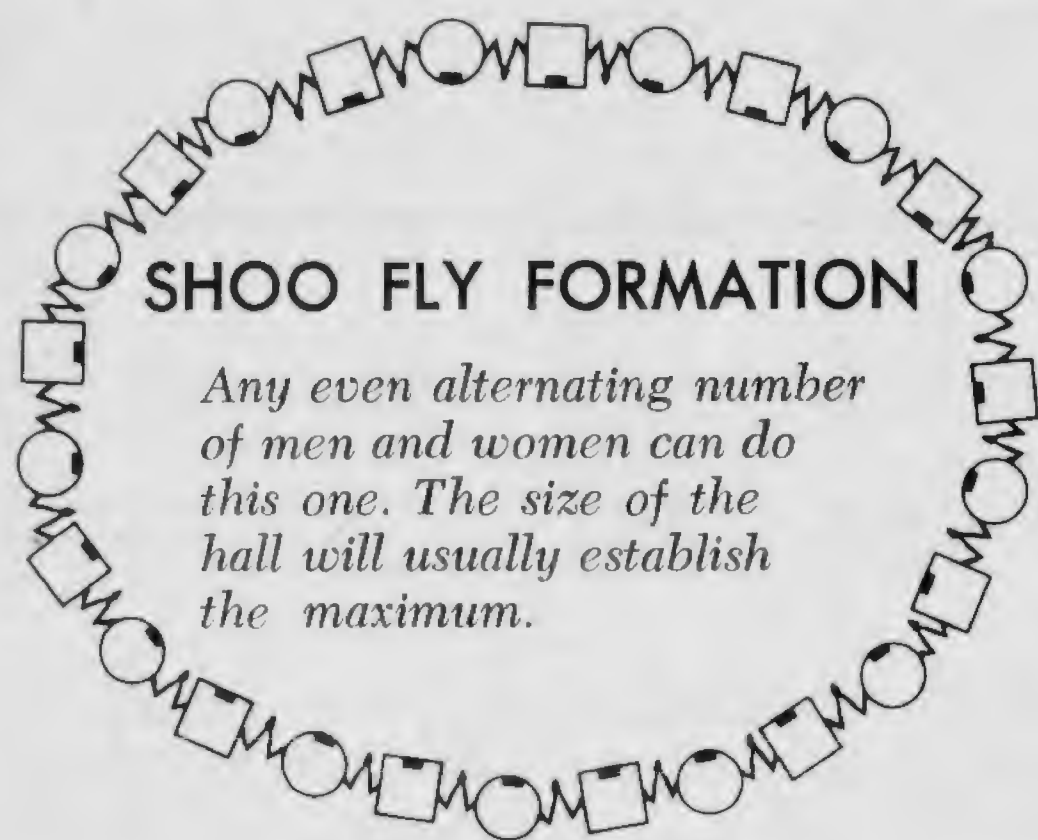 SHOO FLY FORMATION
Any even alternating number
of men and women can do
this one. The size of the
hall will usually establish
the maximum.